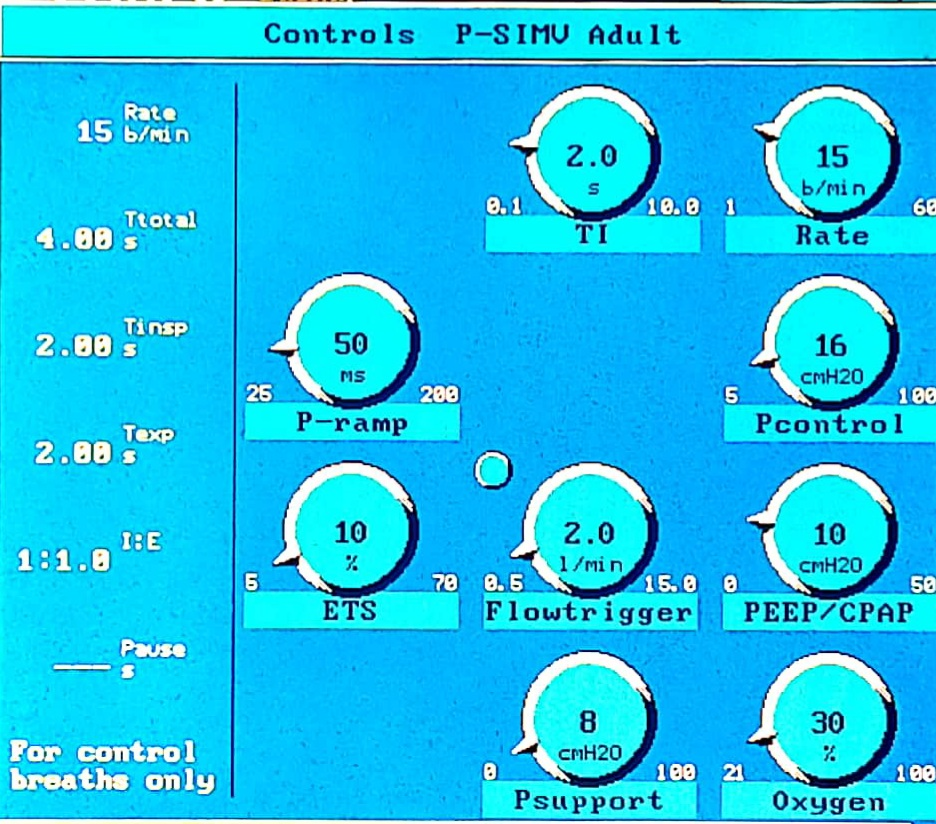 Controls P-SIMV Adult
15 Rate b/min
4.00 Ttotal s
2.00 Tinsp s
2.00 Texp s
1:1.0 I:E
Pause s
For control
breaths only
2.0
s
0.1 10.0
TI
15
b/min
1 60
Rate
50
ms
25 200
P-ramp
16
cmH2O
5 100
Pcontrol
10
%
5 70
ETS
2.0
l/min
0.5 15.0
Flowtrigger
10
cmH2O
0 50
PEEP/CPAP
8
cmH2O
0 100
Psupport
30
%
21 100
Oxygen